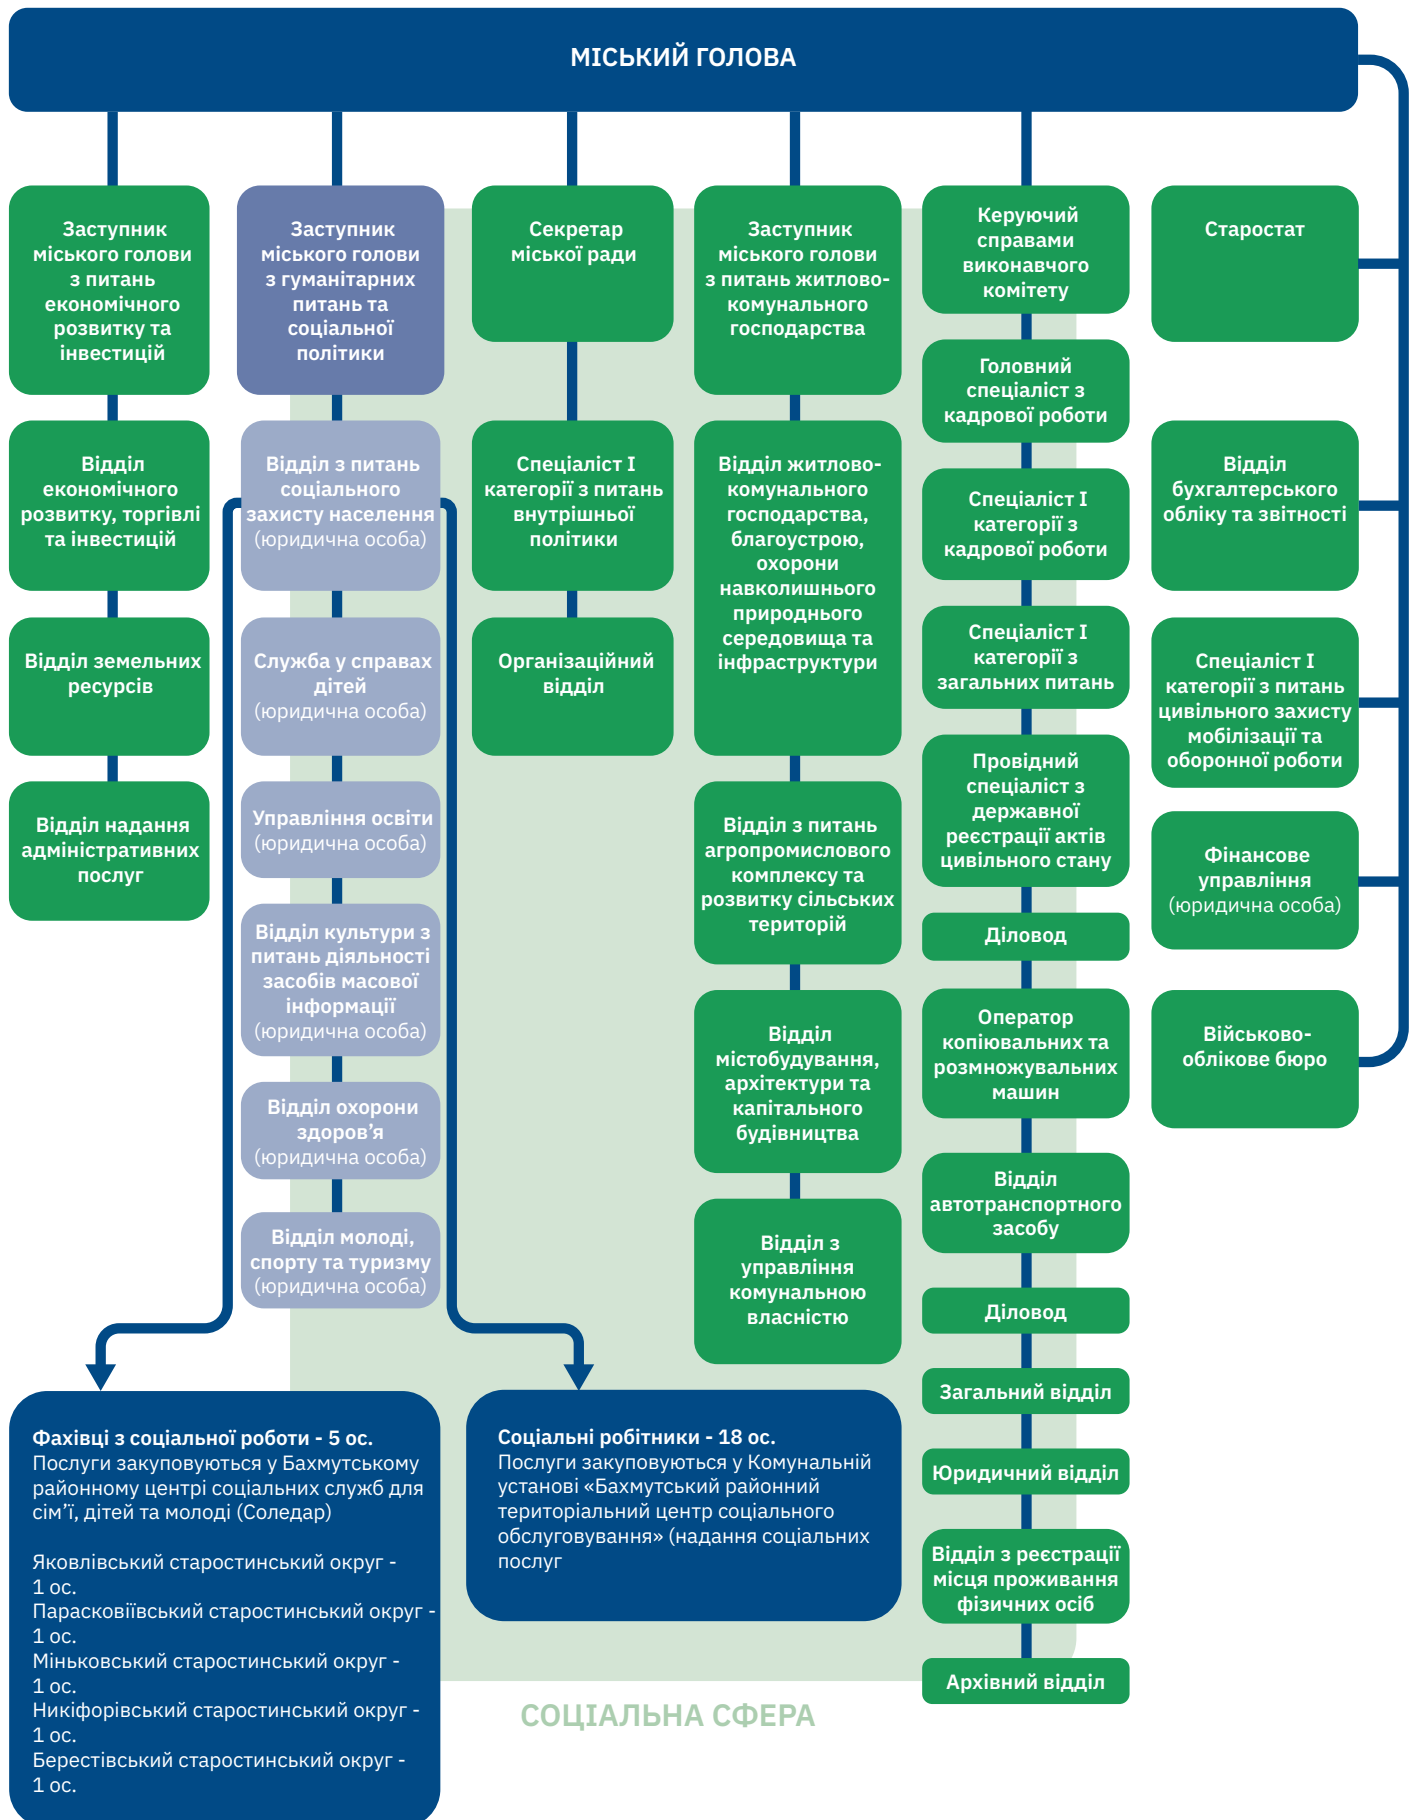 МІСЬКИЙ ГОЛОВА
Заступник
міського голови
з питань
економічного
розвитку та
інвестицій
Відділ
економічного
розвитку, торгівлі
та інвестицій
Відділ земельних
ресурсів
Відділ надання
адміністративних
послуг
Заступник
міського голови
з гуманітарних
питань та
соціальної
політики
Відділ з питань
соціального
захисту населення
(юридична особа)
Служба у справах
дітей
(юридична особа)
Управління освіти
(юридична особа)
Відділ культури з
питань діяльності
засобів масової
інформації
(юридична особа)
Відділ охорони
здоров’я
(юридична особа)
Відділ молоді,
спорту та туризму
(юридична особа)
Секретар
міської ради
Спеціаліст І
категорії з питань
внутрішньої
політики
Організаційний
відділ
Заступник
міського голови
з питань житлово-
комунального
господарства
Відділ житлово-
комунального
господарства,
благоустрою,
охорони
навколишнього
природнього
середовища та
інфраструктури
Відділ з питань
агропромислового
комплексу та
розвитку сільських
територій
Відділ
містобудування,
архітектури та
капітального
будівництва
Відділ з
управління
комунальною
власністю
Керуючий
справами
виконавчого
комітету
Головний
спеціаліст з
кадрової роботи
Спеціаліст І
категорії з
кадрової роботи
Спеціаліст І
категорії з
загальних питань
Провідний
спеціаліст з
державної
реєстрації актів
цивільного стану
Діловод
Оператор
копіювальних та
розмножувальних
машин
Відділ
автотранспортного
засобу
Діловод
Загальний відділ
Юридичний відділ
Відділ з реєстрації
місця проживання
фізичних осіб
Архівний відділ
Старостат
Відділ
бухгалтерського
обліку та звітності
Спеціаліст І
категорії з питань
цивільного захисту
мобілізації та
оборонної роботи
Фінансове
управління
(юридична особа)
Військово-
облікове бюро
Фахівці з соціальної роботи - 5 ос.
Послуги закуповуються у Бахмутському
районному центрі соціальних служб для
сім’ї, дітей та молоді (Соледар)
Яковлівський старостинський округ -
1 ос.
Парасковіївський старостинський округ -
1 ос.
Міньковський старостинський округ -
1 ос.
Никіфорівський старостинський округ -
1 ос.
Берестівський старостинський округ -
1 ос.
Соціальні робітники - 18 ос.
Послуги закуповуються у Комунальній
установі «Бахмутський районний
територіальний центр соціального
обслуговування» (надання соціальних
послуг
СОЦІАЛЬНА СФЕРА